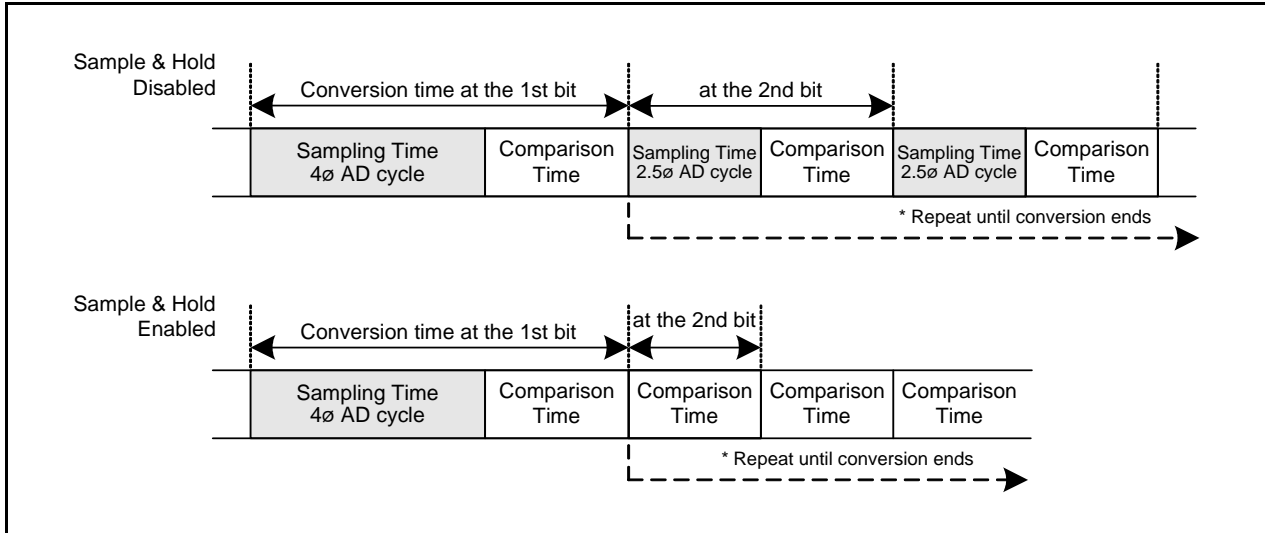 Sample & Hold
Disabled
Conversion time at the 1st bit
at the 2nd bit
Sampling Time
4ø AD cycle
Comparison
Time
Sampling Time
2.5ø AD cycle
Comparison
Time
Sampling Time
2.5ø AD cycle
Comparison
Time
* Repeat until conversion ends
Sample & Hold
Enabled
Conversion time at the 1st bit
at the 2nd bit
Sampling Time
4ø AD cycle
Comparison
Time
Comparison
Time
Comparison
Time
Comparison
Time
* Repeat until conversion ends